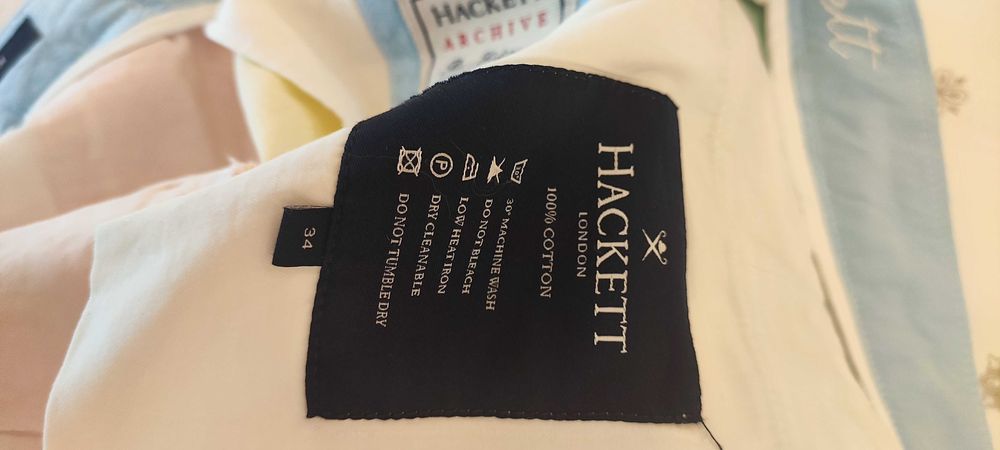 HACKETT
LONDON
100% COTTON
30° MACHINE WASH
DO NOT BLEACH
LOW HEAT IRON
DRY CLEANABLE
DO NOT TUMBLE DRY
34
HACKETT
ARCHIVE